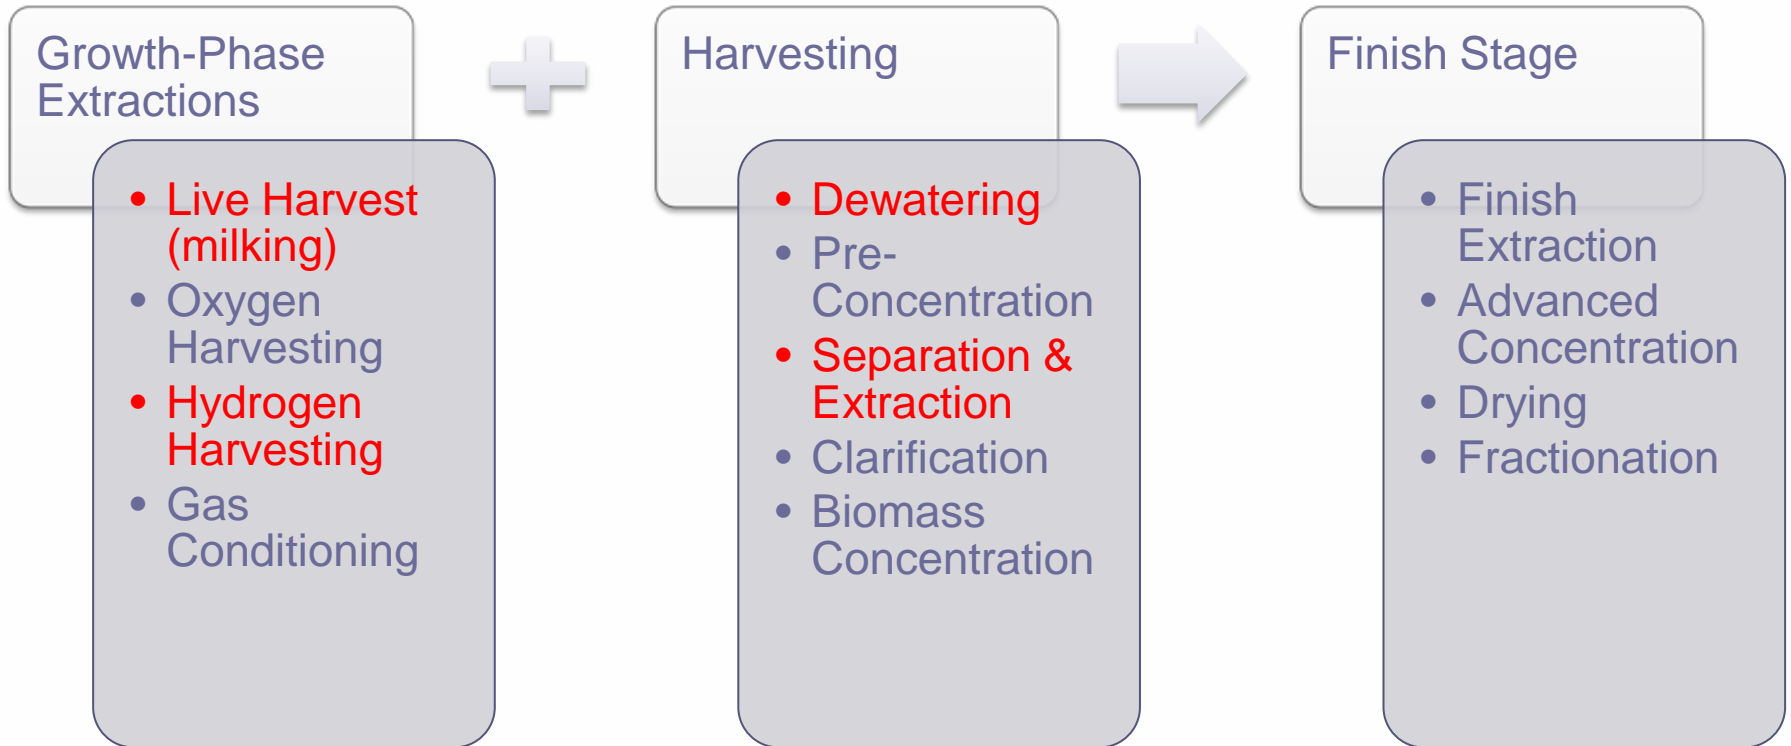 Growth-Phase
Extractions
• Live Harvest
(milking)
• Oxygen
Harvesting
• Hydrogen
Harvesting
• Gas
Conditioning
Harvesting
• Dewatering
• Pre-
Concentration
• Separation &
Extraction
• Clarification
• Biomass
Concentration
Finish Stage
• Finish
Extraction
• Advanced
Concentration
• Drying
• Fractionation